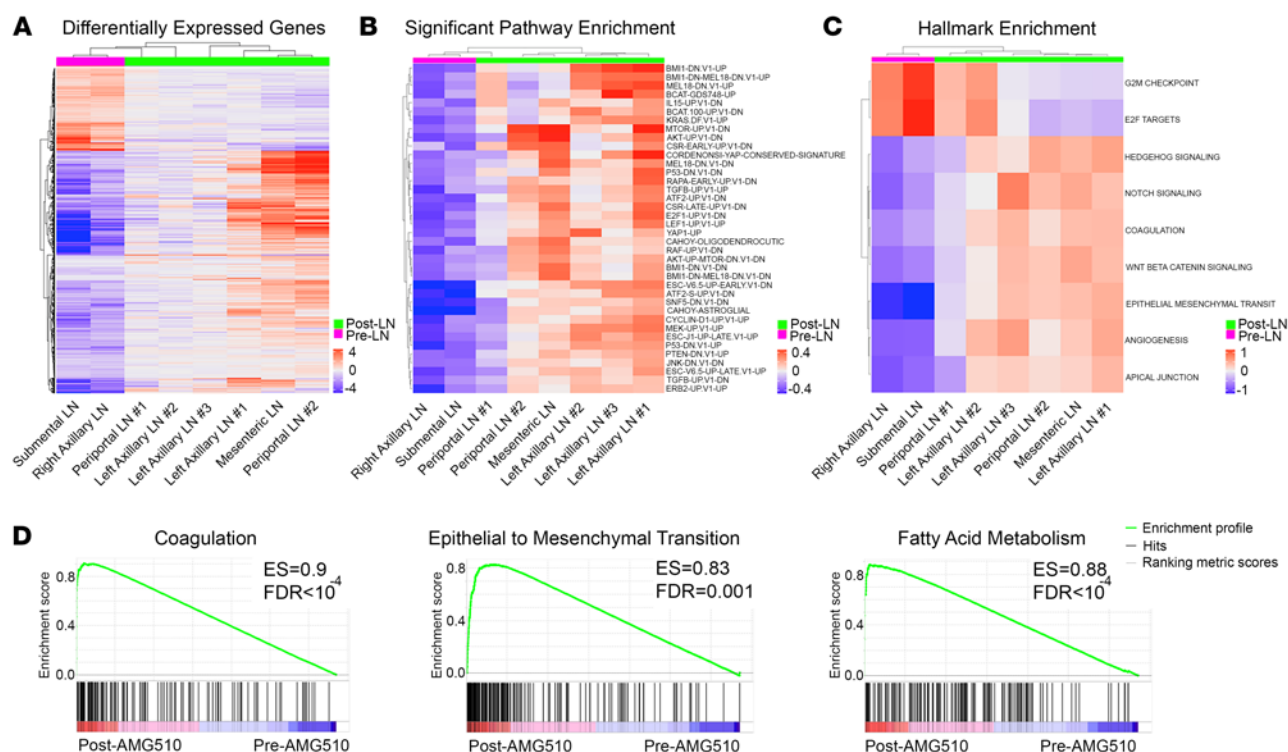 A
Differentially Expressed Genes
Post-LN
Pre-LN
4
0
-4
Submental LN
Right Axillary LN
Periportal LN #1
Left Axillary LN #2
Left Axillary LN #3
Left Axillary LN #1
Mesenteric LN
Periportal LN #2
B
Significant Pathway Enrichment
BMI1-DN.V1-UP
BMI1-DN-MEL18-DN.V1-UP
MEL18-DN.V1-UP
BCAT-GDS748-UP
IL15-UP.V1-DN
BCAT.100-UP.V1-DN
KRAS.DF.V1-UP
MTOR-UP.V1-DN
AKT-UP.V1-DN
CSR-EARLY-UP.V1-DN
CORDENONSI-YAP-CONSERVED-SIGNATURE
MEL18-DN.V1-DN
P53-DN.V1-DN
RAPA-EARLY-UP.V1-DN
TGFB-UP.V1-UP
ATF2-UP.V1-DN
CSR-LATE-UP.V1-DN
E2F1-UP.V1-DN
LEF1-UP.V1-UP
YAP1-UP
CAHOY-OLIGODENDROCUTIC
RAF-UP.V1-DN
AKT-UP-MTOR-DN.V1-DN
BMI1-DN.V1-DN
BMI1-DN-MEL18-DN.V1-DN
ESC-V6.5-UP-EARLY.V1-DN
ATF2-S-UP.V1-DN
SNF5-DN.V1-DN
CAHOY-ASTROGLIAL
CYCLIN-D1-UP.V1-UP
MEK-UP.V1-UP
ESC-J1-UP-LATE.V1-UP
P53-DN.V1-UP
PTEN-DN.V1-UP
JNK-DN.V1-DN
ESC-V6.5-UP-LATE.V1-UP
TGFB-UP.V1-DN
ERB2-UP.V1-UP
Post-LN
Pre-LN
0.4
0
-0.4
Right Axillary LN
Submental LN
Periportal LN #1
Periportal LN #2
Mesenteric LN
Left Axillary LN #2
Left Axillary LN #3
Left Axillary LN #1
C
Hallmark Enrichment
G2M CHECKPOINT
E2F TARGETS
HEDGEHOG SIGNALING
NOTCH SIGNALING
COAGULATION
WNT BETA CATENIN SIGNALING
EPITHELIAL MESENCHYMAL TRANSIT
ANGIOGENESIS
APICAL JUNCTION
Post-LN
Pre-LN
1
0
-1
Right Axillary LN
Submental LN
Periportal LN #1
Left Axillary LN #2
Left Axillary LN #3
Periportal LN #2
Mesenteric LN
Left Axillary LN #1
D
Coagulation
Enrichment score
0.8
0.4
0.0
ES=0.9
FDR<10-4
Post-AMG510
Pre-AMG510
Epithelial to Mesenchymal Transition
Enrichment score
0.8
0.4
0.0
ES=0.83
FDR=0.001
Post-AMG510
Pre-AMG510
Fatty Acid Metabolism
Enrichment score
0.8
0.4
0.0
ES=0.88
FDR<10-4
Post-AMG510
Pre-AMG510
Enrichment profile
Hits
Ranking metric scores